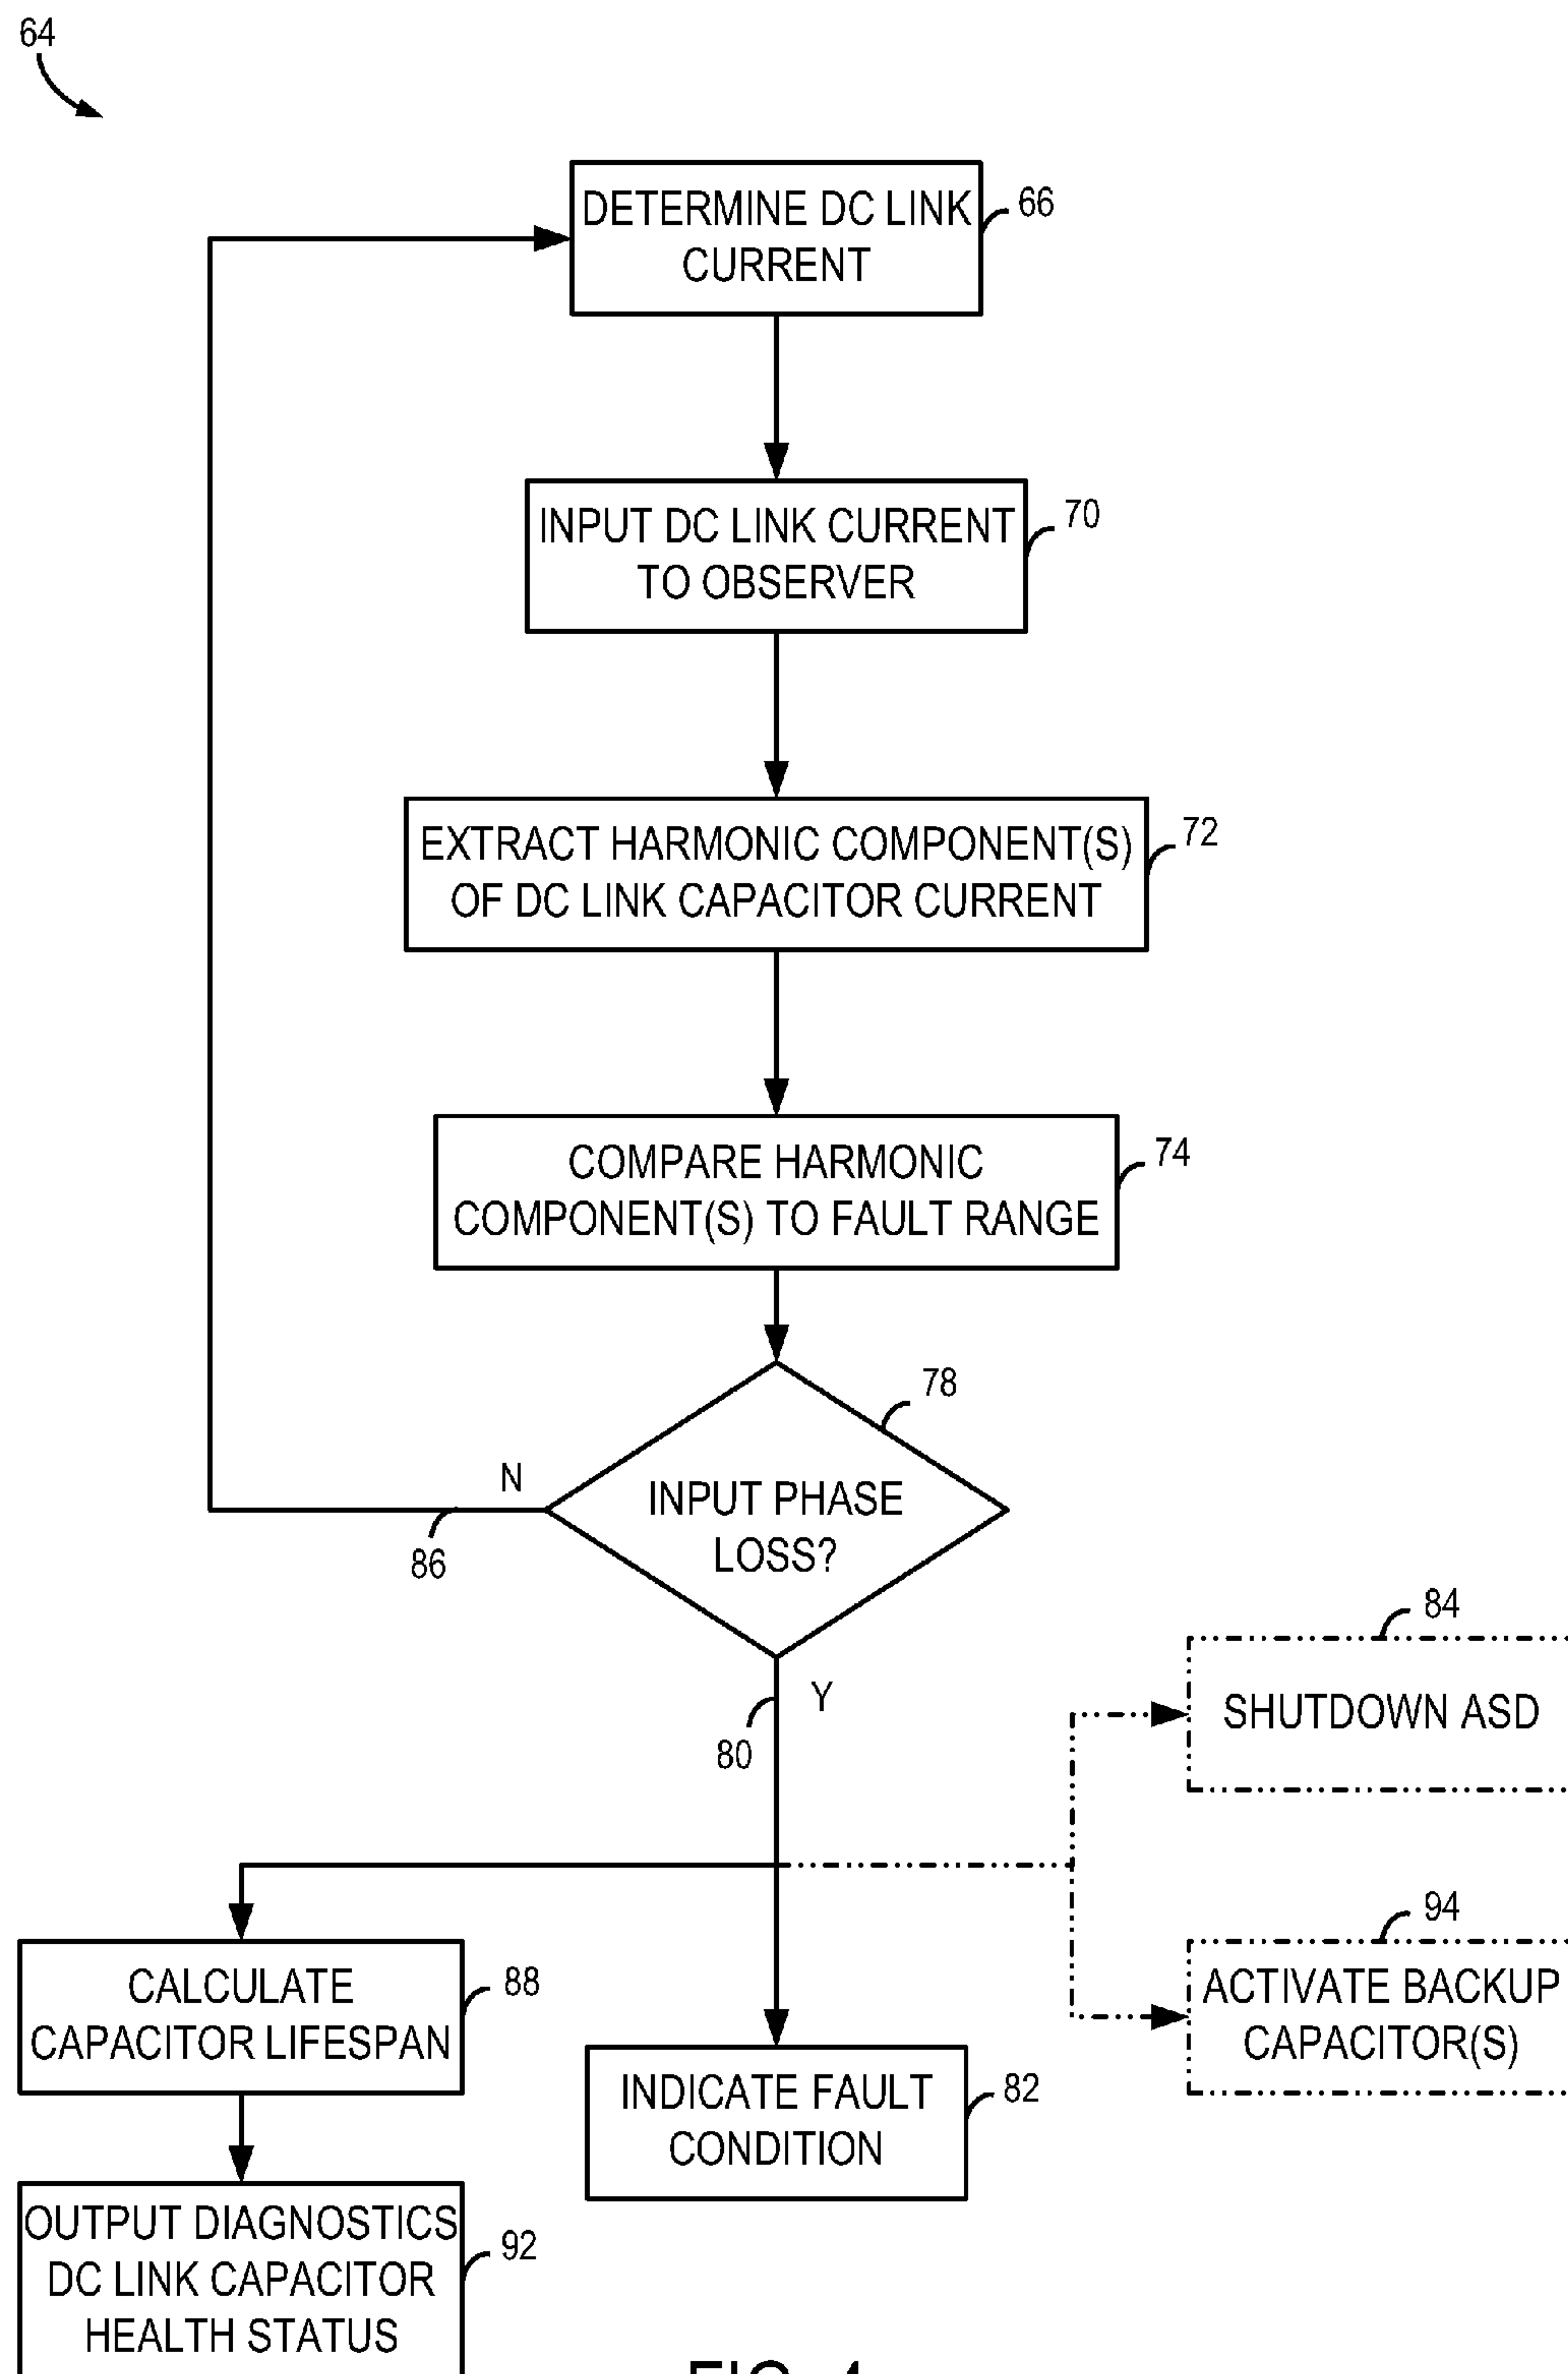 64
DETERMINE DC LINK
CURRENT
66
INPUT DC LINK CURRENT
TO OBSERVER
70
EXTRACT HARMONIC COMPONENT(S)
OF DC LINK CAPACITOR CURRENT
72
COMPARE HARMONIC
COMPONENT(S) TO FAULT RANGE
74
78
INPUT PHASE
LOSS?
N
86
Y
80
84
SHUTDOWN ASD
94
ACTIVATE BACKUP
CAPACITOR(S)
CALCULATE
CAPACITOR LIFESPAN
88
INDICATE FAULT
CONDITION
82
OUTPUT DIAGNOSTICS
DC LINK CAPACITOR
HEALTH STATUS
92